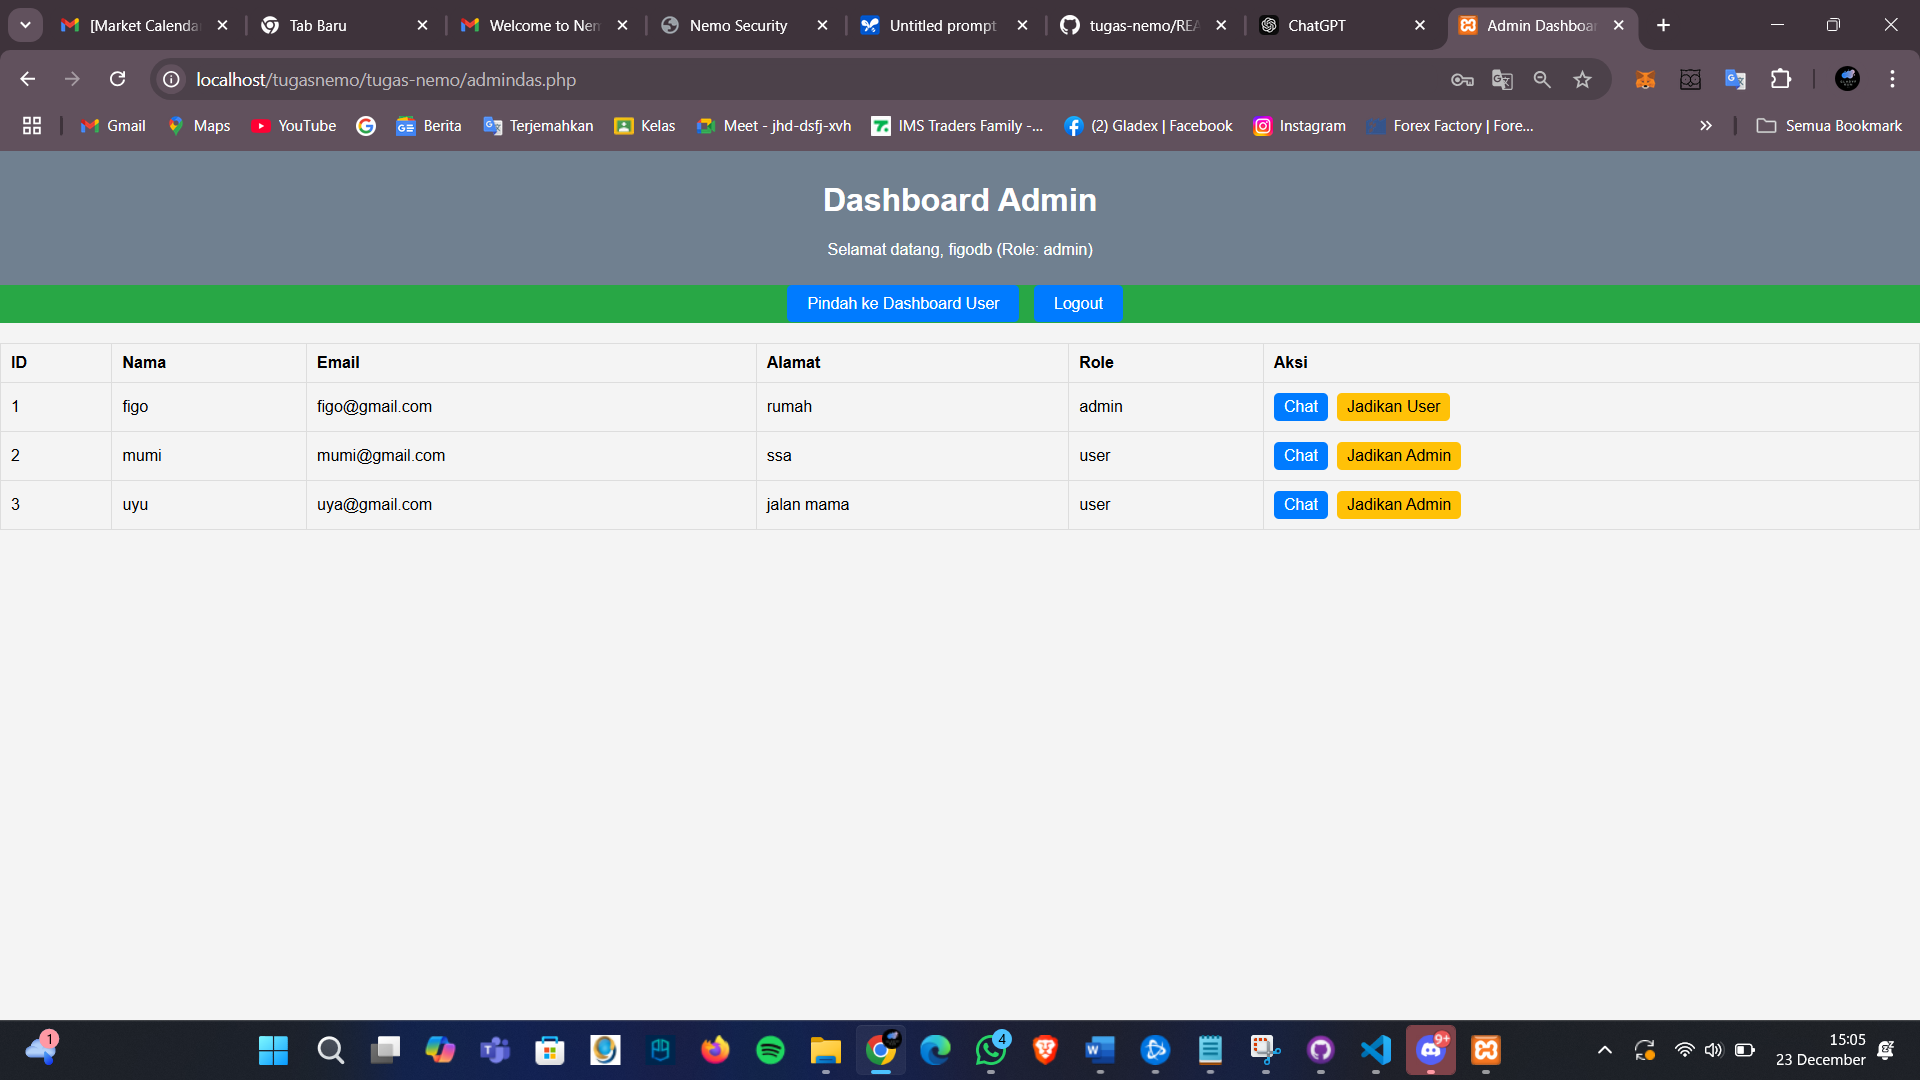 [Market Calenda
Tab Baru
Welcome to Nem
Nemo Security
Untitled prompt
tugas-nemo/REA
ChatGPT
Admin Dashboar
localhost/tugasnemo/tugas-nemo/admindas.php
Gmail
Maps
YouTube
Berita
Terjemahkan
Kelas
Meet - jhd-dsfj-xvh
IMS Traders Family -...
(2) Gladex | Facebook
Instagram
Forex Factory | Fore...
Semua Bookmark
Dashboard Admin
Selamat datang, figodb (Role: admin)
Pindah ke Dashboard User Logout
ID Nama Email Alamat Role Aksi
1 figo figo@gmail.com rumah admin Chat Jadikan User
2 mumi mumi@gmail.com ssa user Chat Jadikan Admin
3 uyu uya@gmail.com jalan mama user Chat Jadikan Admin
1
4
9+
15:05
23 December